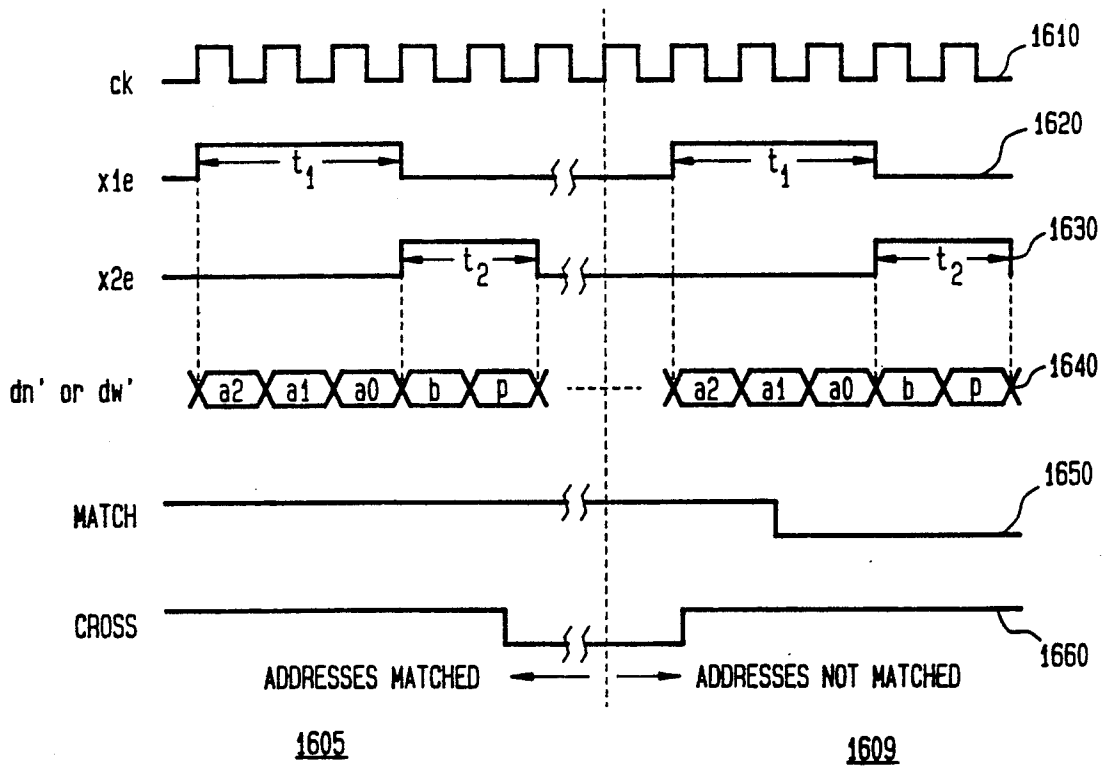 ck 1610
x1e t1 t1 1620
x2e t2 t2 1630
dn' or dw' a2 a1 a0 b p a2 a1 a0 b p 1640
MATCH 1650
CROSS 1660
ADDRESSES MATCHED ADDRESSES NOT MATCHED
1605 1609